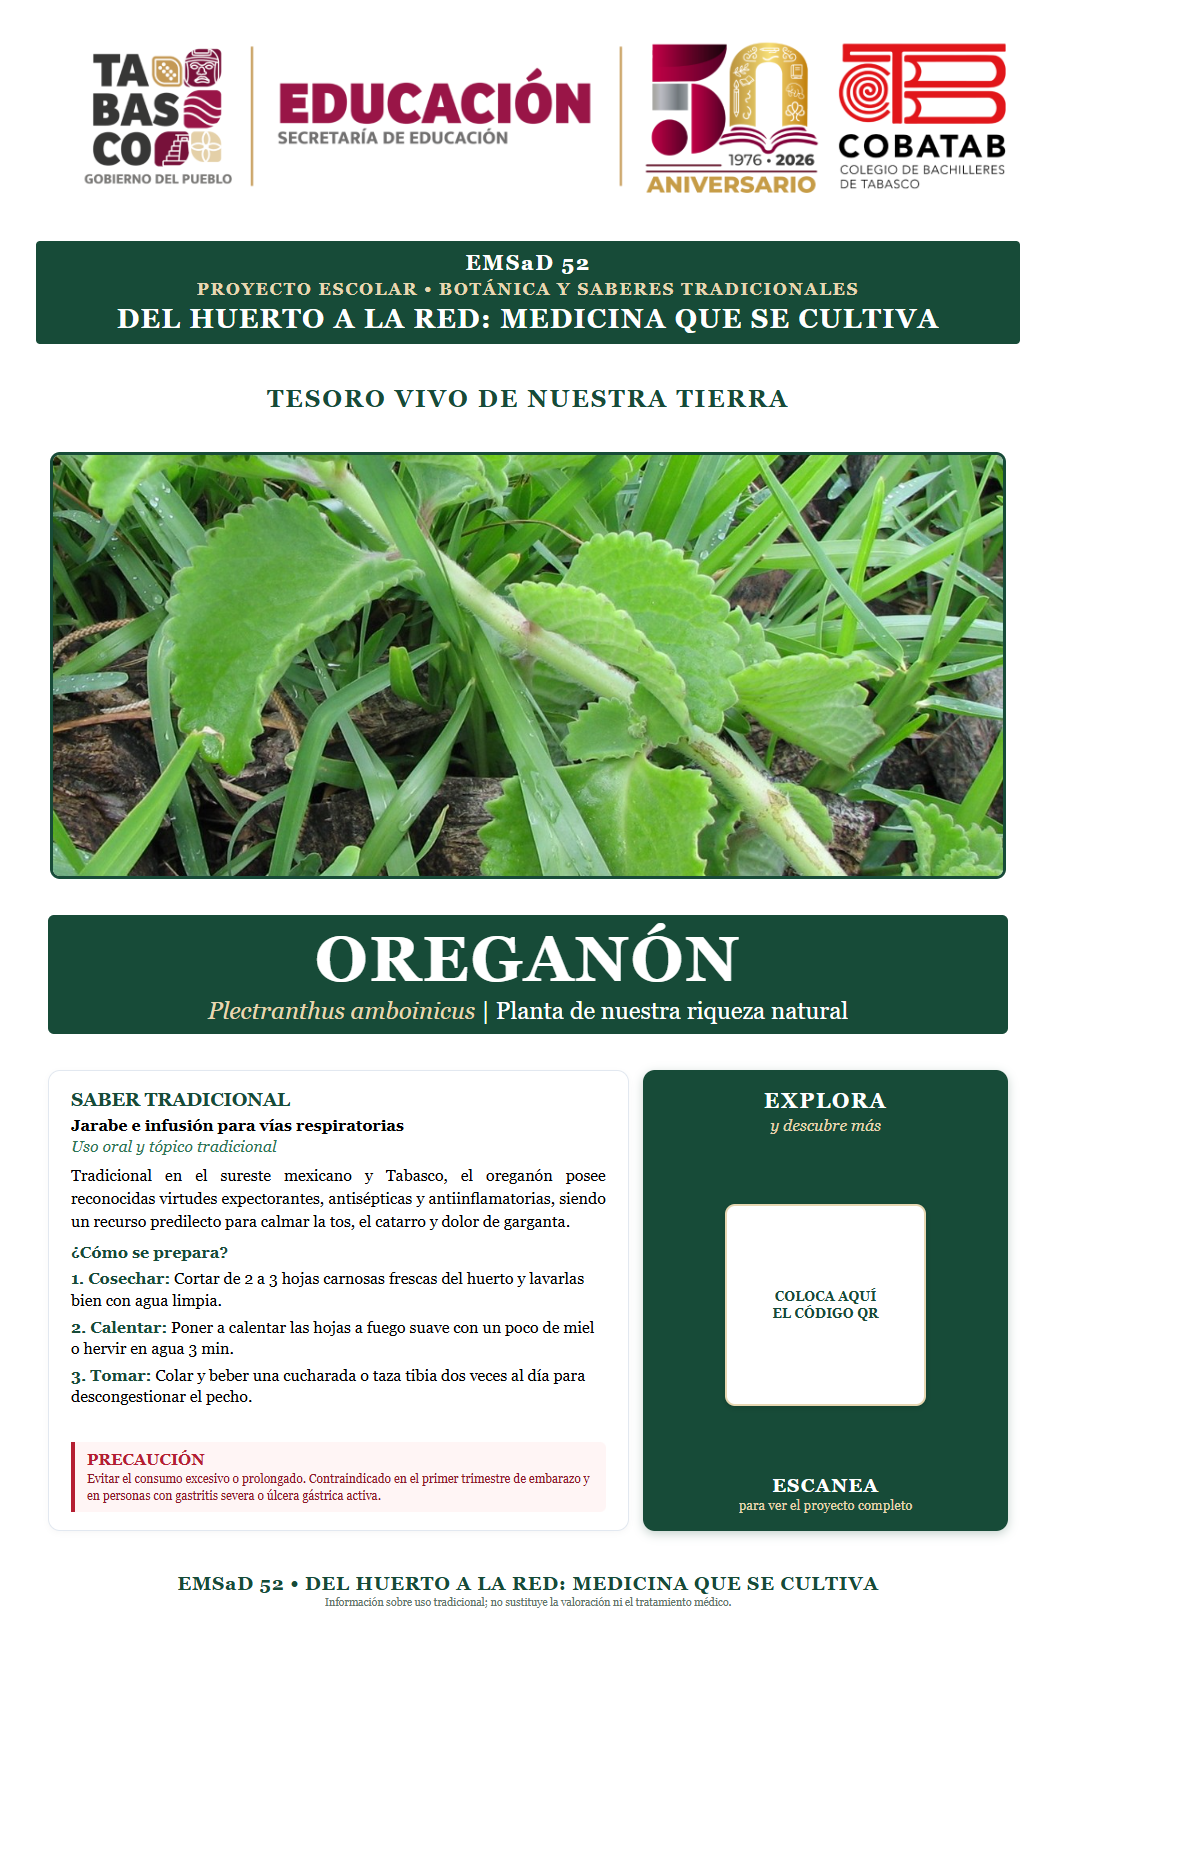 TA
BAS
CO
GOBIERNO DEL PUEBLO
EDUCACIÓN
SECRETARÍA DE EDUCACIÓN
50
1976 • 2026
ANIVERSARIO
COBATAB
COLEGIO DE BACHILLERES
DE TABASCO
EMSaD 52
PROYECTO ESCOLAR • BOTÁNICA Y SABERES TRADICIONALES
DEL HUERTO A LA RED: MEDICINA QUE SE CULTIVA
TESORO VIVO DE NUESTRA TIERRA
OREGANÓN
Plectranthus amboinicus | Planta de nuestra riqueza natural
SABER TRADICIONAL
Jarabe e infusión para vías respiratorias
Uso oral y tópico tradicional
Tradicional en el sureste mexicano y Tabasco, el oreganón posee
reconocidas virtudes expectorantes, antisépticas y antiinflamatorias, siendo
un recurso predilecto para calmar la tos, el catarro y dolor de garganta.
¿Cómo se prepara?
1. Cosechar: Cortar de 2 a 3 hojas carnosas frescas del huerto y lavarlas
bien con agua limpia.
2. Calentar: Poner a calentar las hojas a fuego suave con un poco de miel
o hervir en agua 3 min.
3. Tomar: Colar y beber una cucharada o taza tibia dos veces al día para
descongestionar el pecho.
PRECAUCIÓN
Evitar el consumo excesivo o prolongado. Contraindicado en el primer trimestre de embarazo y
en personas con gastritis severa o úlcera gástrica activa.
EXPLORA
y descubre más
COLOCA AQUÍ
EL CÓDIGO QR
ESCANEA
para ver el proyecto completo
EMSaD 52 • DEL HUERTO A LA RED: MEDICINA QUE SE CULTIVA
Información sobre uso tradicional; no sustituye la valoración ni el tratamiento médico.